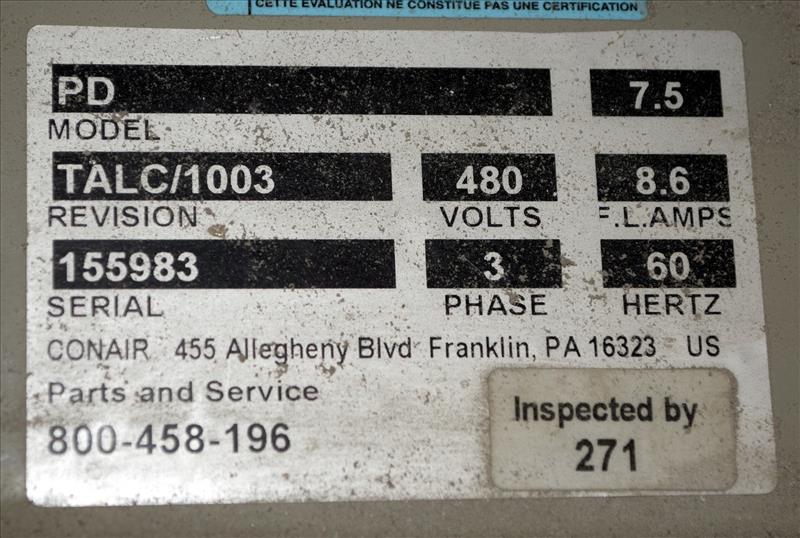 CETTE ÉVALUATION NE CONSTITUE PAS UNE CERTIFICATION
PD 7.5
MODEL
TALC/1003 480 8.6
REVISION VOLTS F.L.AMPS
155983 3 60
SERIAL PHASE HERTZ
CONAIR 455 Allegheny Blvd Franklin, PA 16323 US
Parts and Service
800-458-196
Inspected by
271